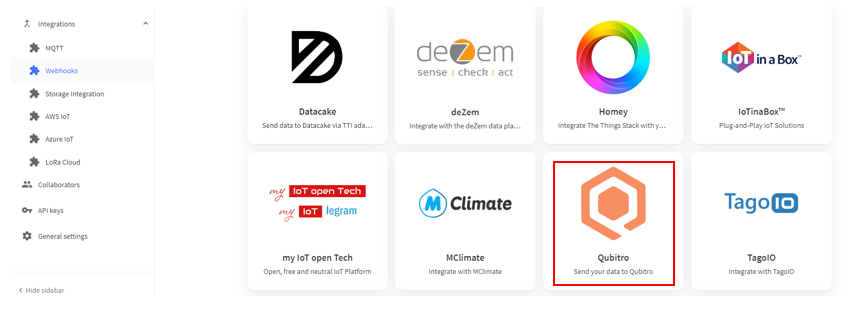 Integrations
MQTT
Webhooks
Storage Integration
AWS IoT
Azure IoT
LoRa Cloud
Collaborators
API keys
General settings
Hide sidebar
Datacake
Send data to Datacake via TTI ada...
deZem
sense | check | act
deZem
Integrate with the deZem data pla...
Homey
Integrate The Things Stack with y...
IoT in a Box™
IoTinaBox™
Plug-and-Play IoT Solutions
my IoT open Tech
my IoT legram
my IoT open Tech
Open, free and neutral IoT Platform
M Climate
MClimate
Integrate with MClimate
Qubitro
Send your data to Qubitro
TagoIO
TagoIO
Integrate with TagoIO